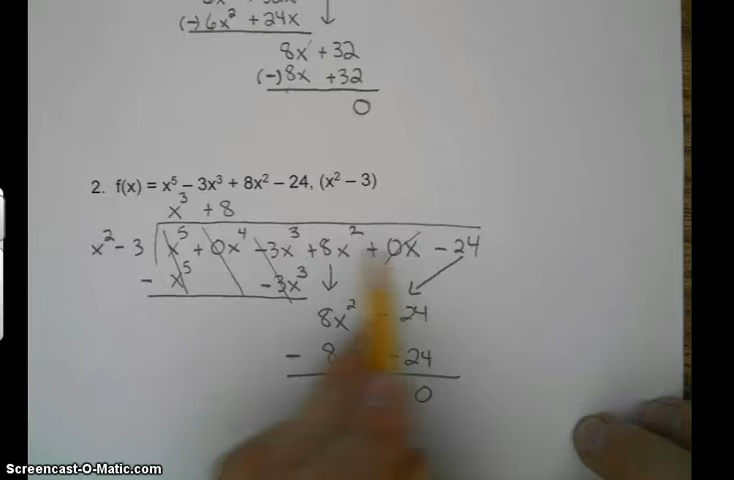 (-) 6x² + 24x ↓
8x + 32
(-) 8x + 32
0
2. f(x) = x⁵ – 3x³ + 8x² – 24, (x² – 3)
x³ + 8
x² - 3 x⁵ + 0x⁴ - 3x³ + 8x² + 0x - 24
- x⁵ - 3x³ ↓
8x² - 24
- 8 - 24
0
Screencast-O-Matic.com